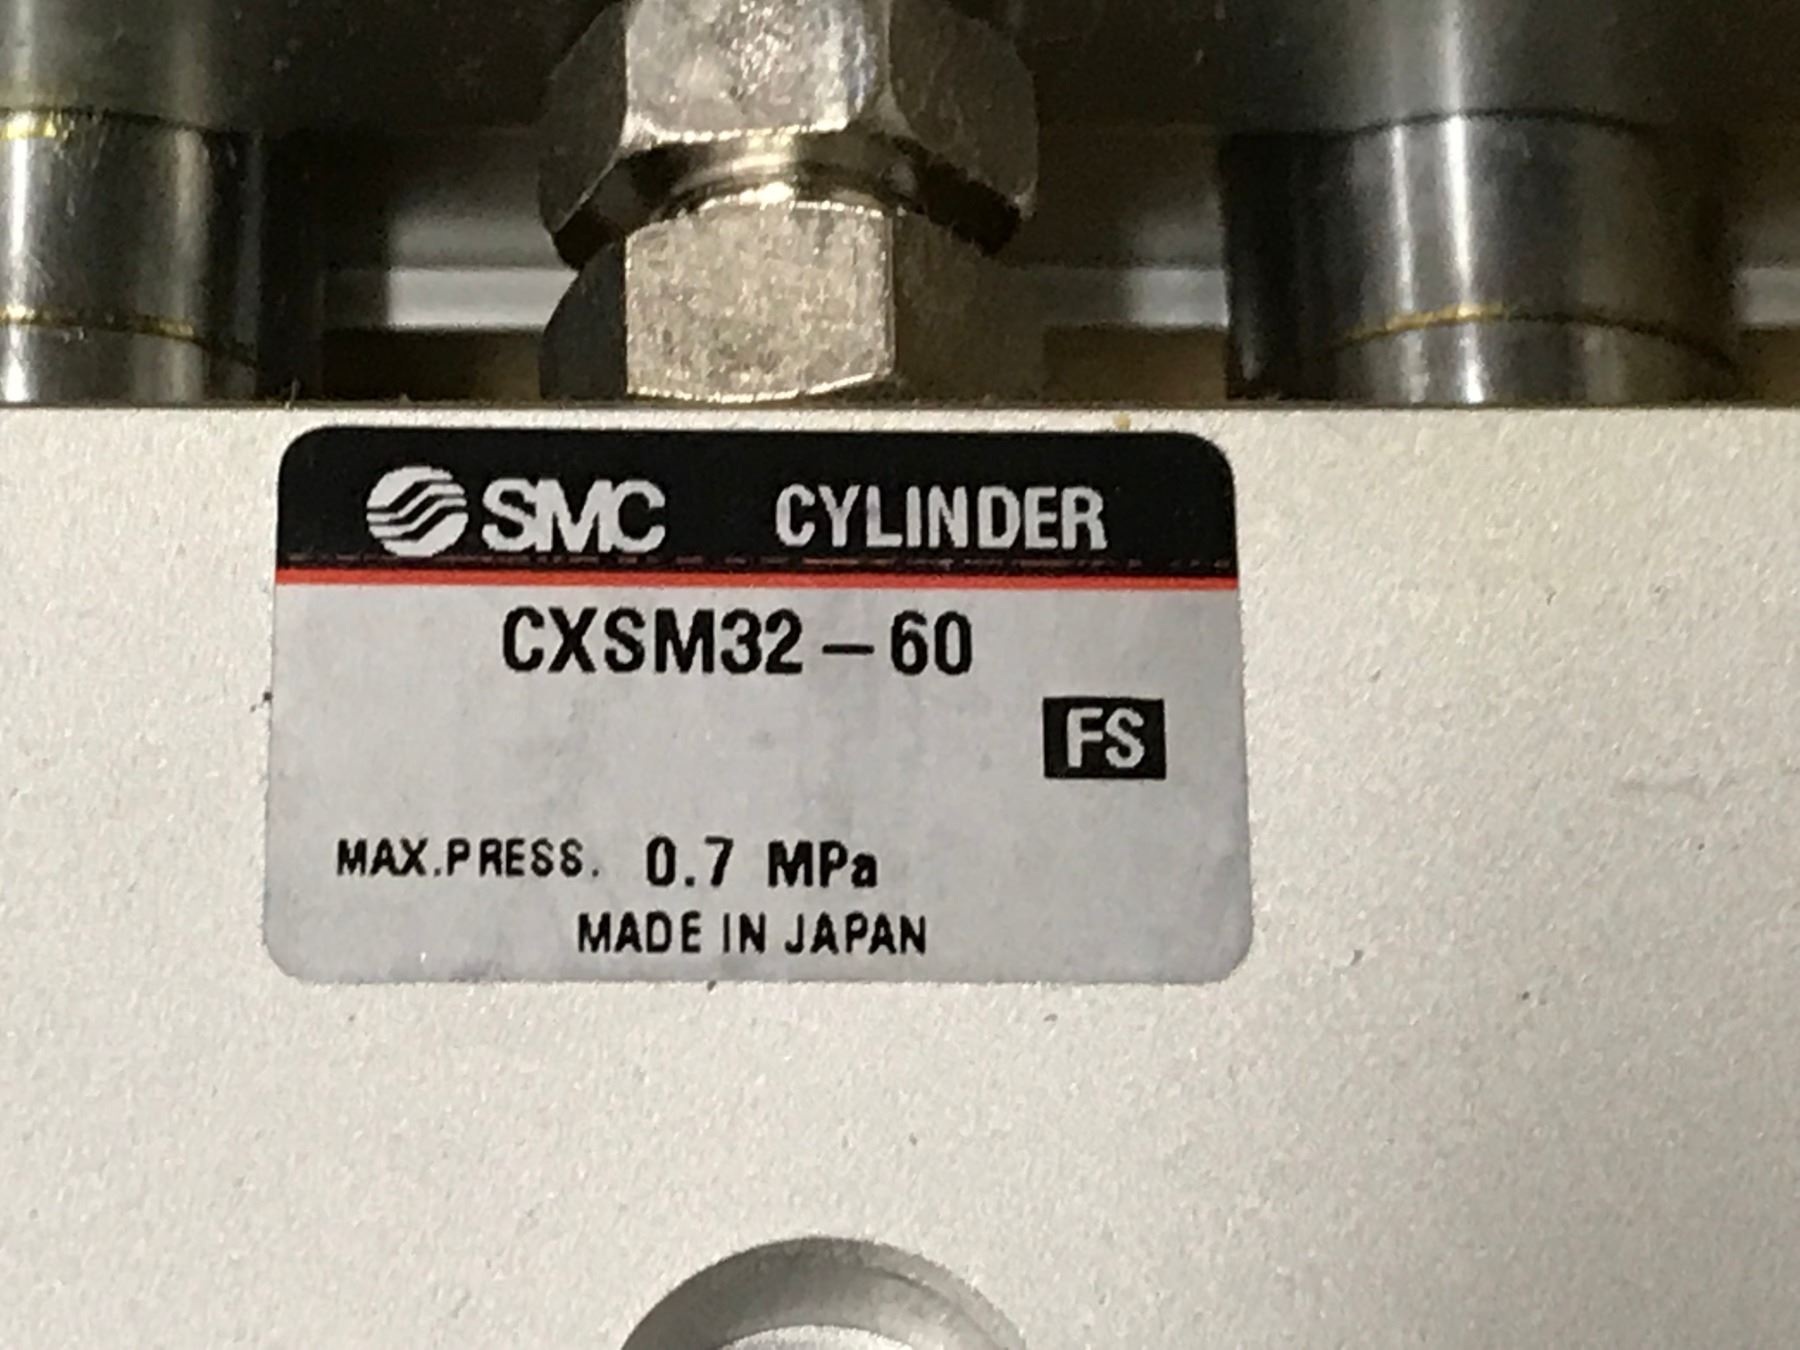 SMC CYLINDER
CXSM32-60
FS
MAX.PRESS. 0.7 MPa
MADE IN JAPAN